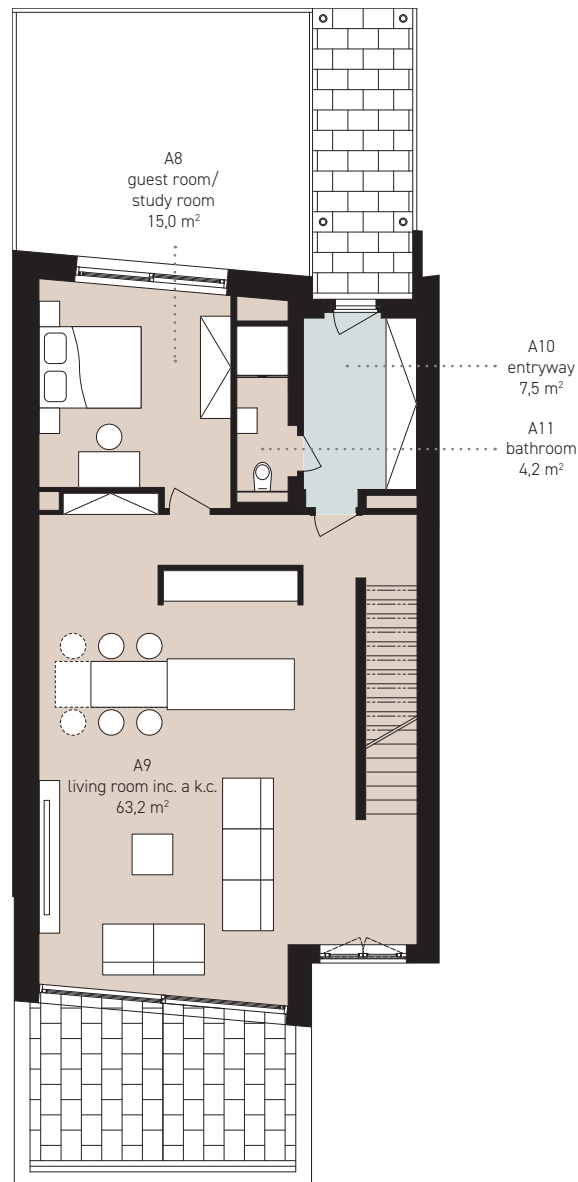 A8
guest room/
study room
15,0 m²
A10
entryway
7,5 m²
A11
bathroom
4,2 m²
A9
living room inc. a k.c.
63,2 m²